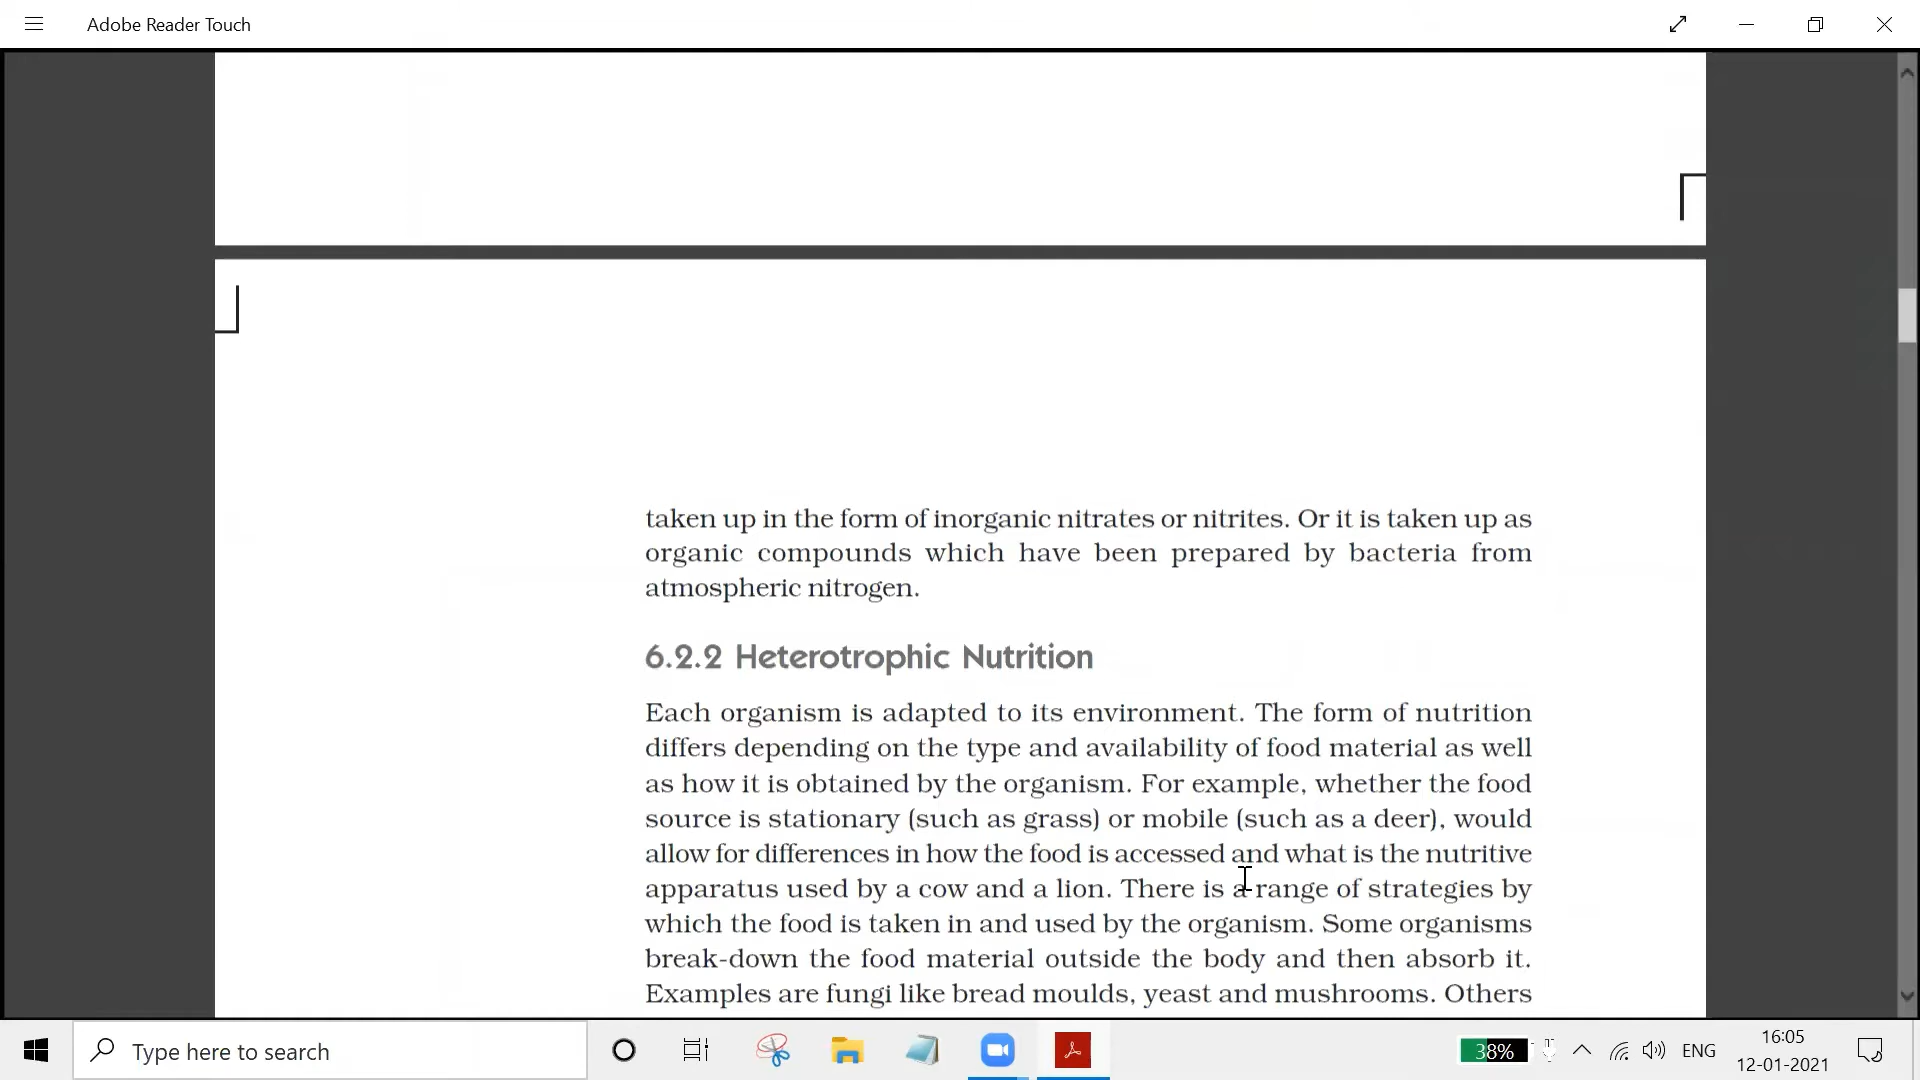 Adobe Reader Touch
taken up in the form of inorganic nitrates or nitrites. Or it is taken up as
organic compounds which have been prepared by bacteria from
atmospheric nitrogen.
6.2.2 Heterotrophic Nutrition
Each organism is adapted to its environment. The form of nutrition
differs depending on the type and availability of food material as well
as how it is obtained by the organism. For example, whether the food
source is stationary (such as grass) or mobile (such as a deer), would
allow for differences in how the food is accessed and what is the nutritive
apparatus used by a cow and a lion. There is a range of strategies by
which the food is taken in and used by the organism. Some organisms
break-down the food material outside the body and then absorb it.
Examples are fungi like bread moulds, yeast and mushrooms. Others
Type here to search
38%
ENG
16:05
12-01-2021